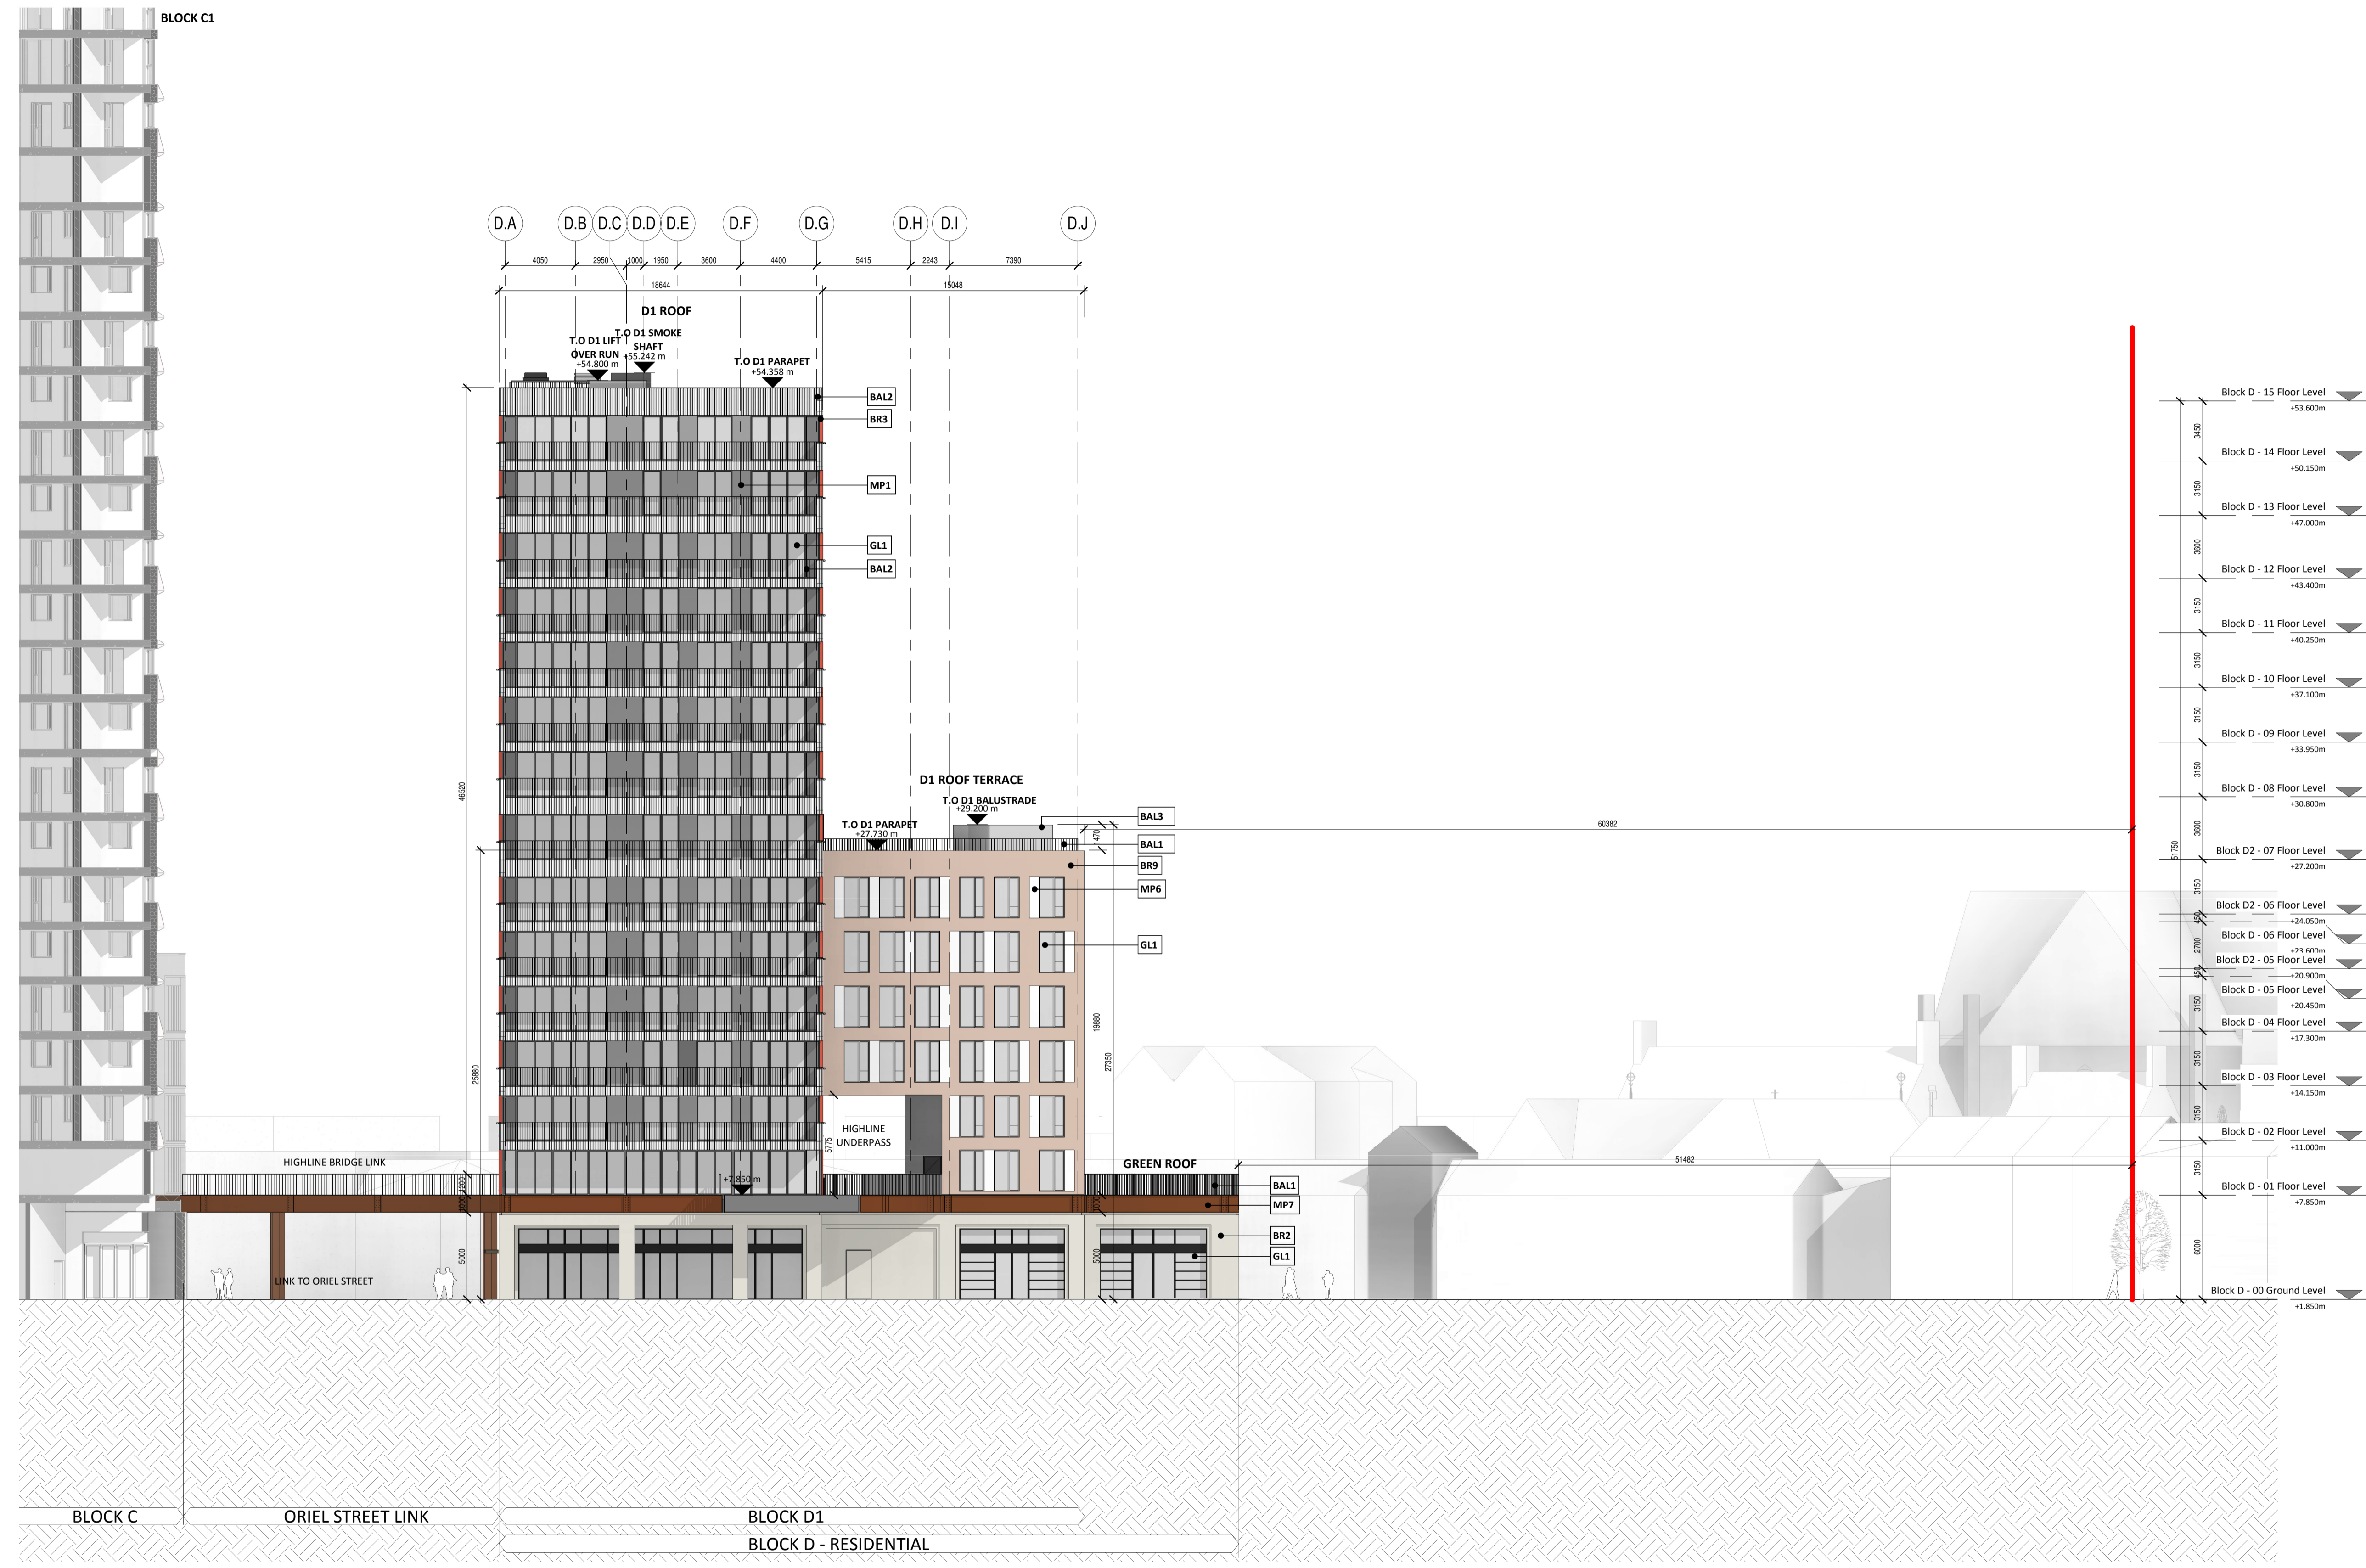 BLOCK C1
D.A
D.B
D.C
D.D
D.E
D.F
D.G
D.H
D.I
D.J
4050
2950
1000
1950
3600
4400
5415
2243
7390
18644
15048
D1 ROOF
T.O D1 LIFT
OVER RUN
+54.800 m
T.O D1 SMOKE
SHAFT
+55.242 m
T.O D1 PARAPET
+54.358 m
BAL2
BR3
MP1
GL1
BAL2
46520
25880
D1 ROOF TERRACE
T.O D1 BALUSTRADE
+29.200 m
T.O D1 PARAPET
+27.730 m
BAL3
BAL1
BR9
MP6
GL1
1470
19880
27350
60382
HIGHLINE
UNDERPASS
5775
HIGHLINE BRIDGE LINK
1200
1000
5000
LINK TO ORIEL STREET
+7.850 m
GREEN ROOF
51482
BAL1
MP7
BR2
GL1
1000
5000
Block D - 15 Floor Level
+53.600m
3450
Block D - 14 Floor Level
+50.150m
3150
Block D - 13 Floor Level
+47.000m
3600
Block D - 12 Floor Level
+43.400m
3150
Block D - 11 Floor Level
+40.250m
3150
Block D - 10 Floor Level
+37.100m
3150
Block D - 09 Floor Level
+33.950m
3150
Block D - 08 Floor Level
+30.800m
3600
51750
Block D2 - 07 Floor Level
+27.200m
3150
Block D2 - 06 Floor Level
+24.050m
450
Block D - 06 Floor Level
+23.600m
2700
Block D2 - 05 Floor Level
+20.900m
450
Block D - 05 Floor Level
+20.450m
3150
Block D - 04 Floor Level
+17.300m
3150
Block D - 03 Floor Level
+14.150m
3150
Block D - 02 Floor Level
+11.000m
3150
Block D - 01 Floor Level
+7.850m
6000
Block D - 00 Ground Level
+1.850m
BLOCK C
ORIEL STREET LINK
BLOCK D1
BLOCK D - RESIDENTIAL